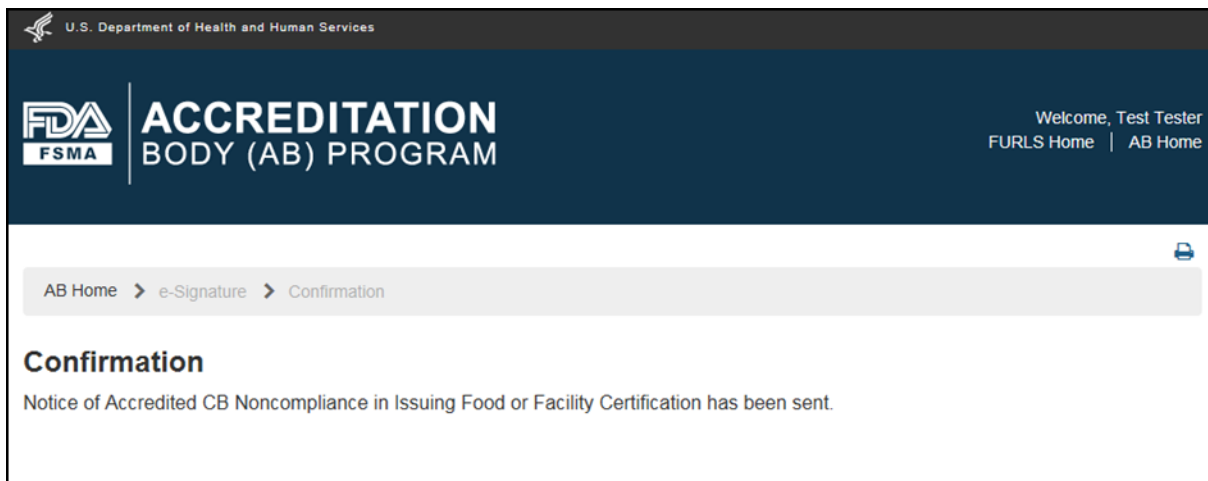 U.S. Department of Health and Human Services
FDA
FSMA
ACCREDITATION
BODY (AB) PROGRAM
Welcome, Test Tester
FURLS Home | AB Home
AB Home > e-Signature > Confirmation
Confirmation
Notice of Accredited CB Noncompliance in Issuing Food or Facility Certification has been sent.